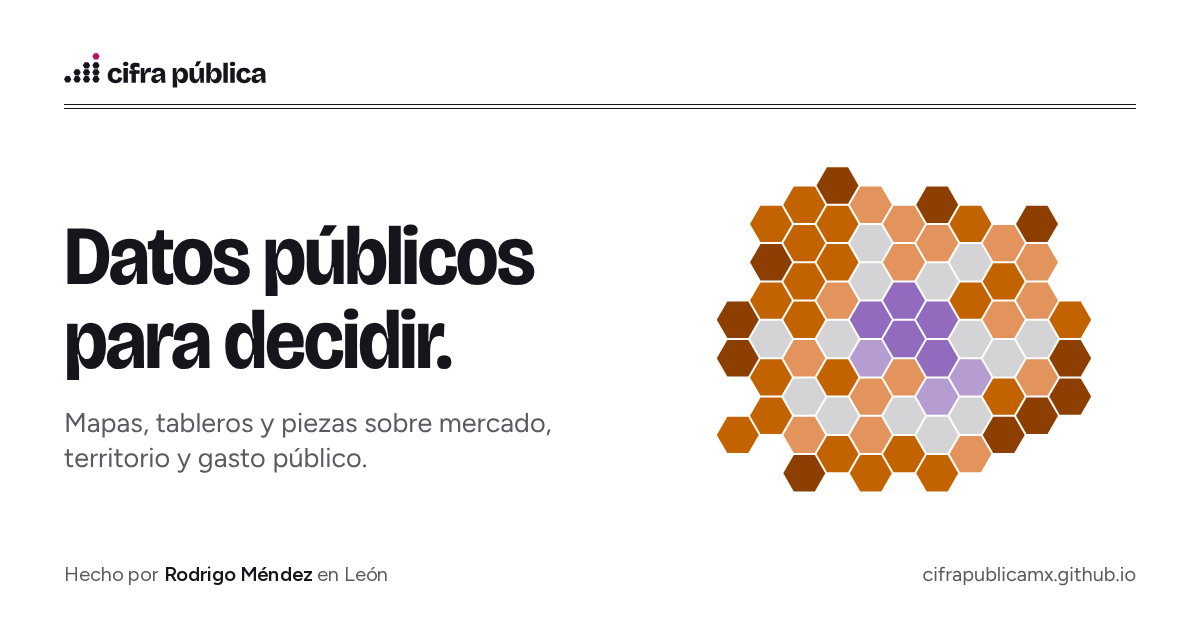 cifra pública
Datos públicos
para decidir.
Mapas, tableros y piezas sobre mercado,
territorio y gasto público.
Hecho por Rodrigo Méndez en León
cifrapublicamx.github.io